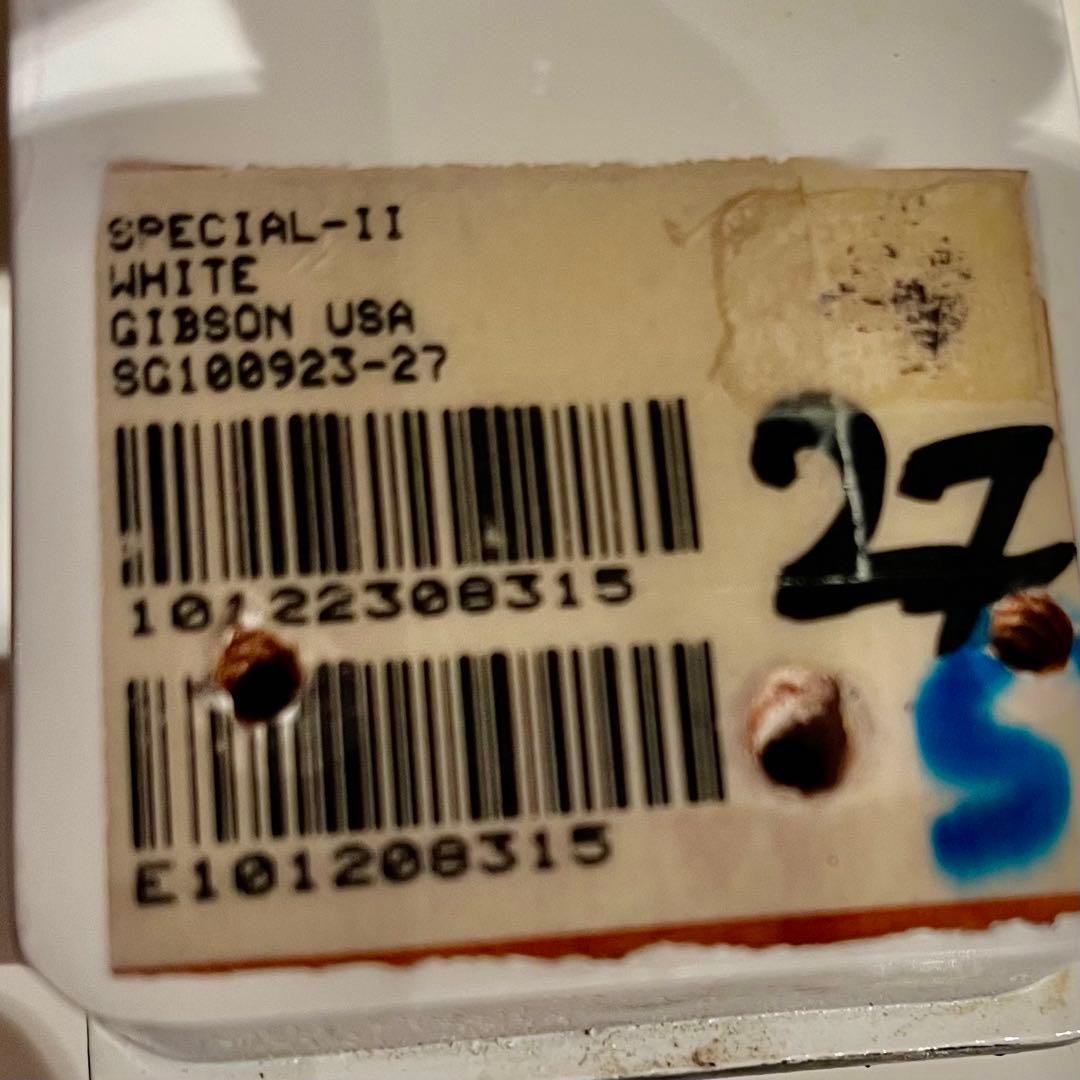 SPECIAL-II
WHITE
GIBSON USA
SG100923-27
27
10122308315
S
E101208315